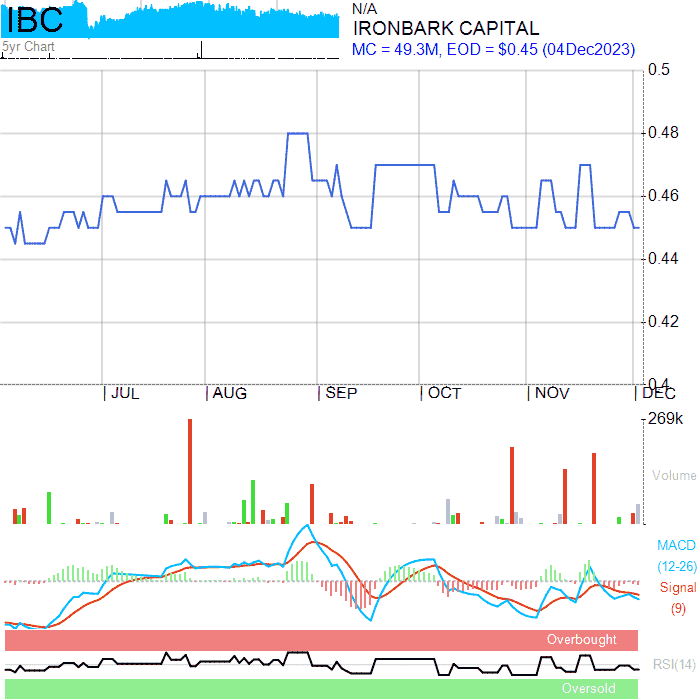 IBC
5yr Chart
N/A
IRONBARK CAPITAL
MC = 49.3M, EOD = $0.45 (04Dec2023)
0.5
0.48
0.46
0.44
0.42
0.4
JUL AUG SEP OCT NOV DEC
269k
Volume
MACD
(12-26)
Signal
(9)
Overbought
RSI(14)
Oversold